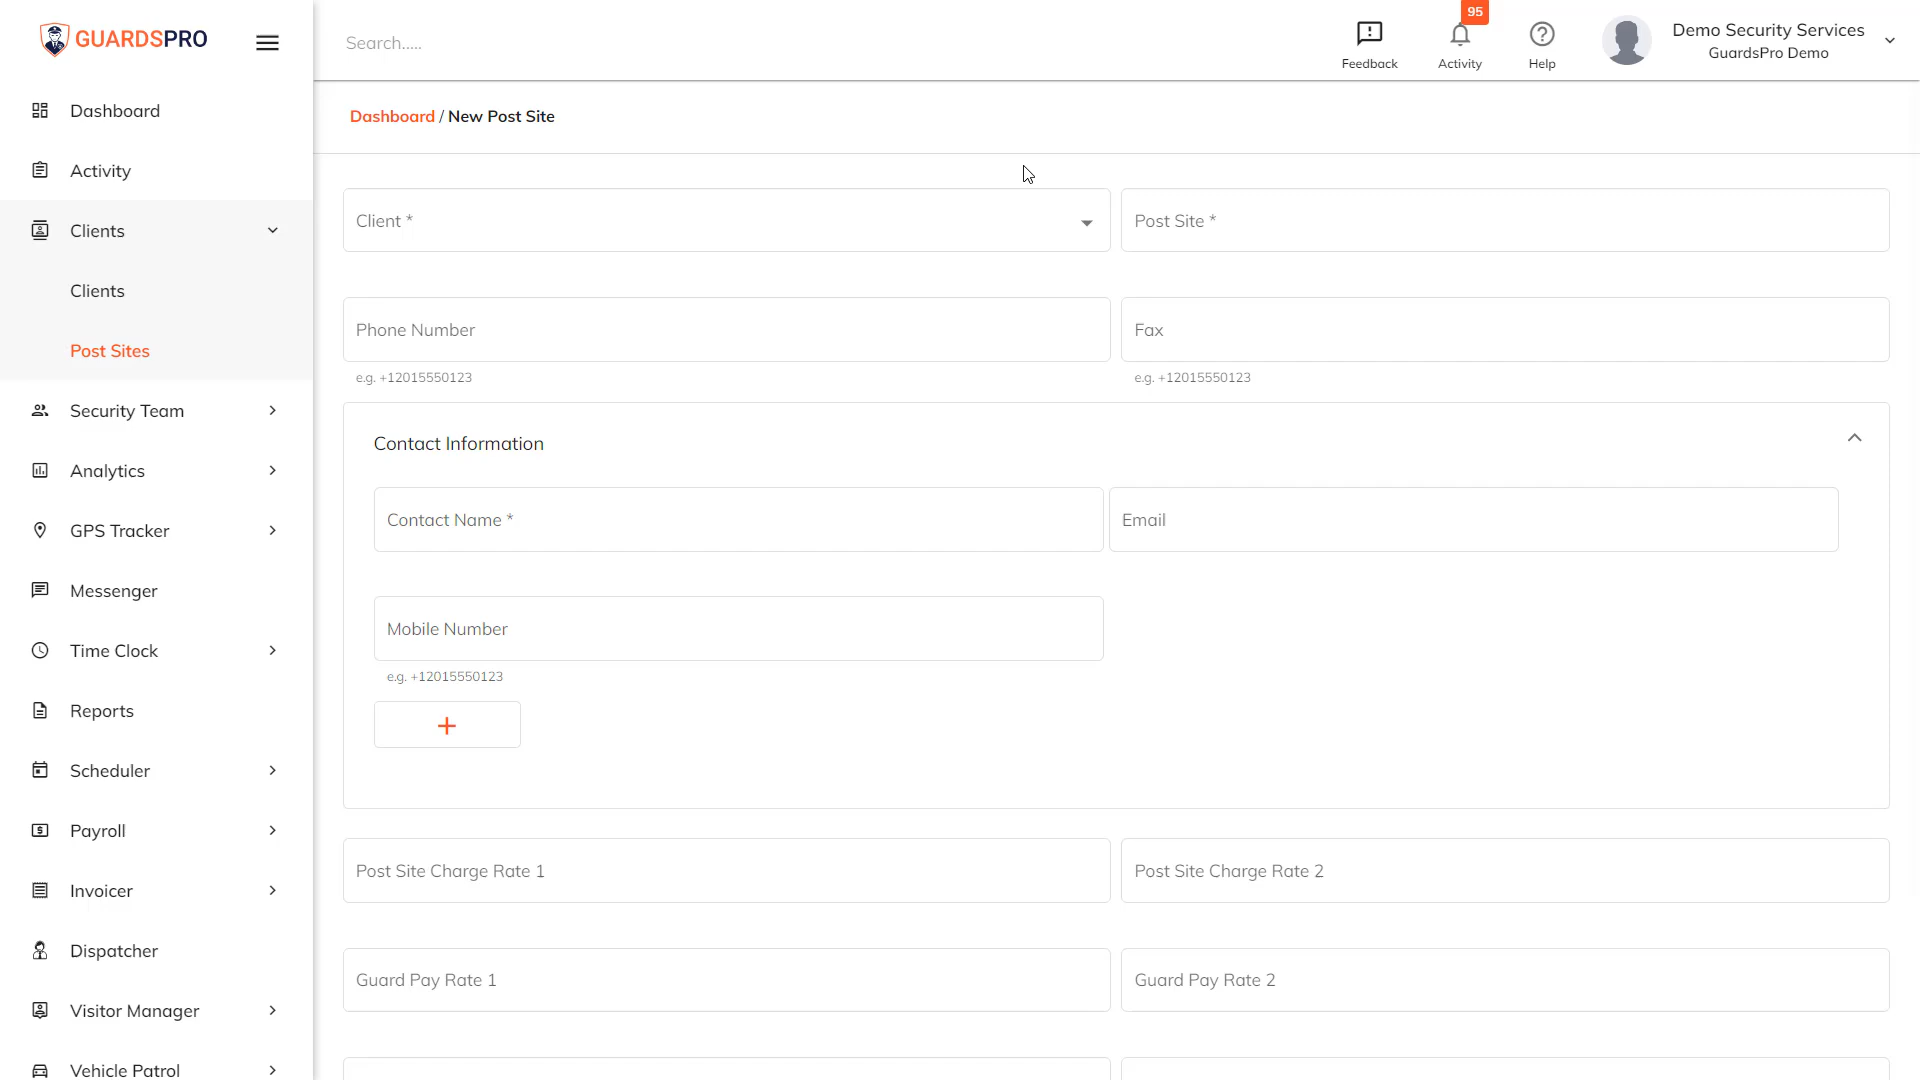 GUARDSPRO
Search.....
Feedback
95
Activity
Help
Demo Security Services
GuardsPro Demo
Dashboard
Activity
Clients
Clients
Post Sites
Security Team
Analytics
GPS Tracker
Messenger
Time Clock
Reports
Scheduler
Payroll
Invoicer
Dispatcher
Visitor Manager
Vehicle Patrol
Dashboard / New Post Site
Client *
Post Site *
Phone Number
e.g. +12015550123
Fax
e.g. +12015550123
Contact Information
Contact Name *
Email
Mobile Number
e.g. +12015550123
Post Site Charge Rate 1
Post Site Charge Rate 2
Guard Pay Rate 1
Guard Pay Rate 2